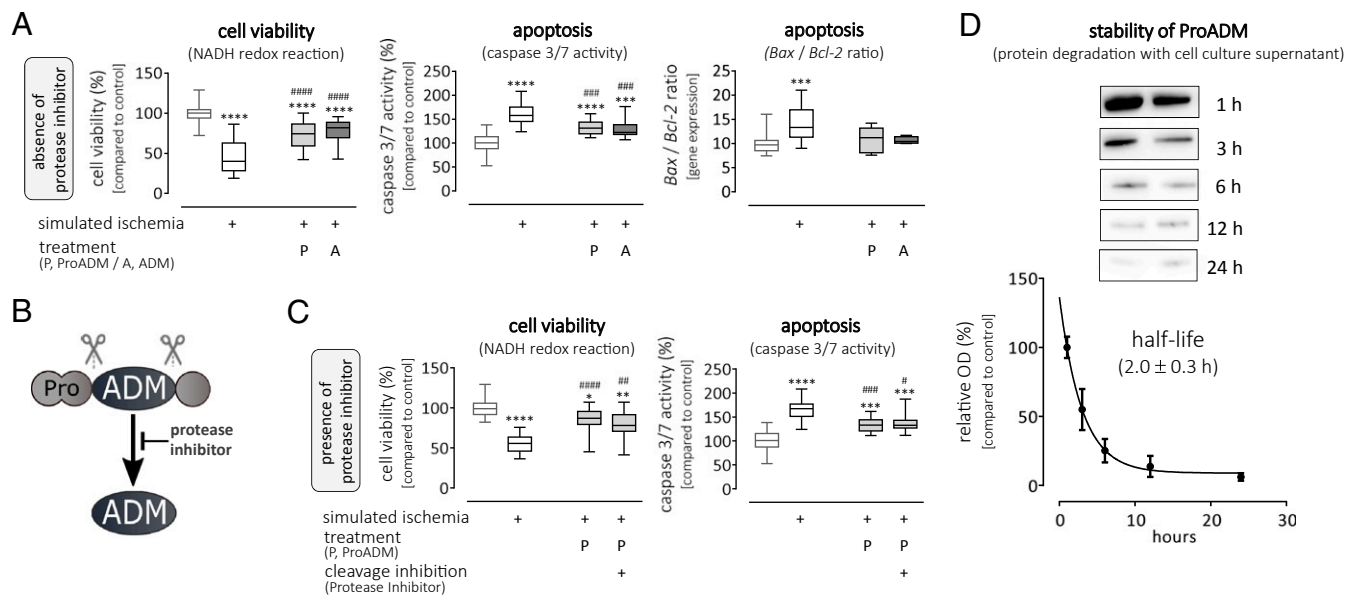 A
cell viability
(NADH redox reaction)
absence of
protease inhibitor
cell viability (%)
[compared to control]
150
100
50
0
****
####
****
####
****
apoptosis
(caspase 3/7 activity)
caspase 3/7 activity (%)
[compared to control]
250
200
150
100
50
0
****
###
****
###
***
apoptosis
(Bax / Bcl-2 ratio)
Bax / Bcl-2 ratio
[gene expression]
25
20
15
10
5
0
***
simulated ischemia + + + + + + + + +
treatment P A P A P A
(P, ProADM / A, ADM)
B
Pro ADM
protease
inhibitor
ADM
C
presence of
protease inhibitor
cell viability
(NADH redox reaction)
cell viability (%)
[compared to control]
150
100
50
0
****
####
*
##
**
apoptosis
(caspase 3/7 activity)
caspase 3/7 activity (%)
[compared to control]
250
200
150
100
50
0
****
###
***
#
***
simulated ischemia + + + + + +
treatment P P P P
(P, ProADM)
cleavage inhibition + +
(Protease Inhibitor)
D
stability of ProADM
(protein degradation with cell culture supernatant)
1 h
3 h
6 h
12 h
24 h
relative OD (%)
[compared to control]
150
100
50
0
half-life
(2.0 ± 0.3 h)
0 10 20 30
hours